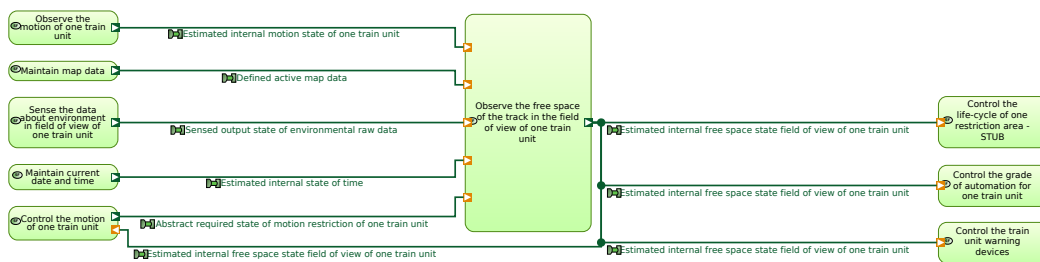 Observe the
motion of one train
unit
Estimated internal motion state of one train unit
Maintain map data
Defined active map data
Sense the data
about environment
in field of view of
one train unit
Sensed output state of environmental raw data
Maintain current
date and time
Estimated internal state of time
Control the motion
of one train unit
Abstract required state of motion restriction of one train unit
Estimated internal free space state field of view of one train unit
Observe the free space
of the track in the field
of view of one train
unit
Estimated internal free space state field of view of one train unit
Control the
life-cycle of one
restriction area -
STUB
Estimated internal free space state field of view of one train unit
Control the grade
of automation for
one train unit
Estimated internal free space state field of view of one train unit
Control the train
unit warning
devices